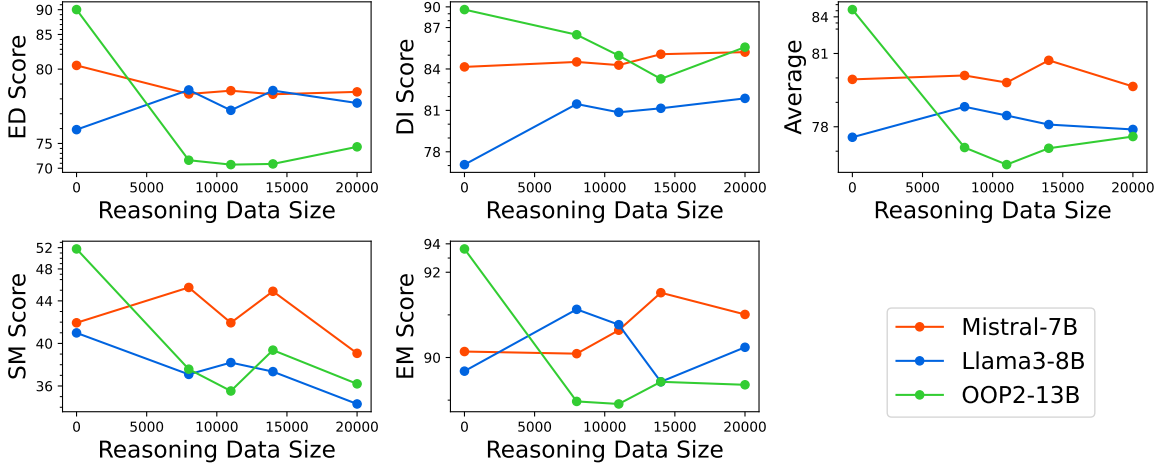 ED Score
90
85
80
75
70
0 5000 10000 15000 20000
Reasoning Data Size
DI Score
90
87
84
81
78
0 5000 10000 15000 20000
Reasoning Data Size
Average
84
81
78
0 5000 10000 15000 20000
Reasoning Data Size
SM Score
52
48
44
40
36
0 5000 10000 15000 20000
Reasoning Data Size
EM Score
94
92
90
0 5000 10000 15000 20000
Reasoning Data Size
Mistral-7B
Llama3-8B
OOP2-13B